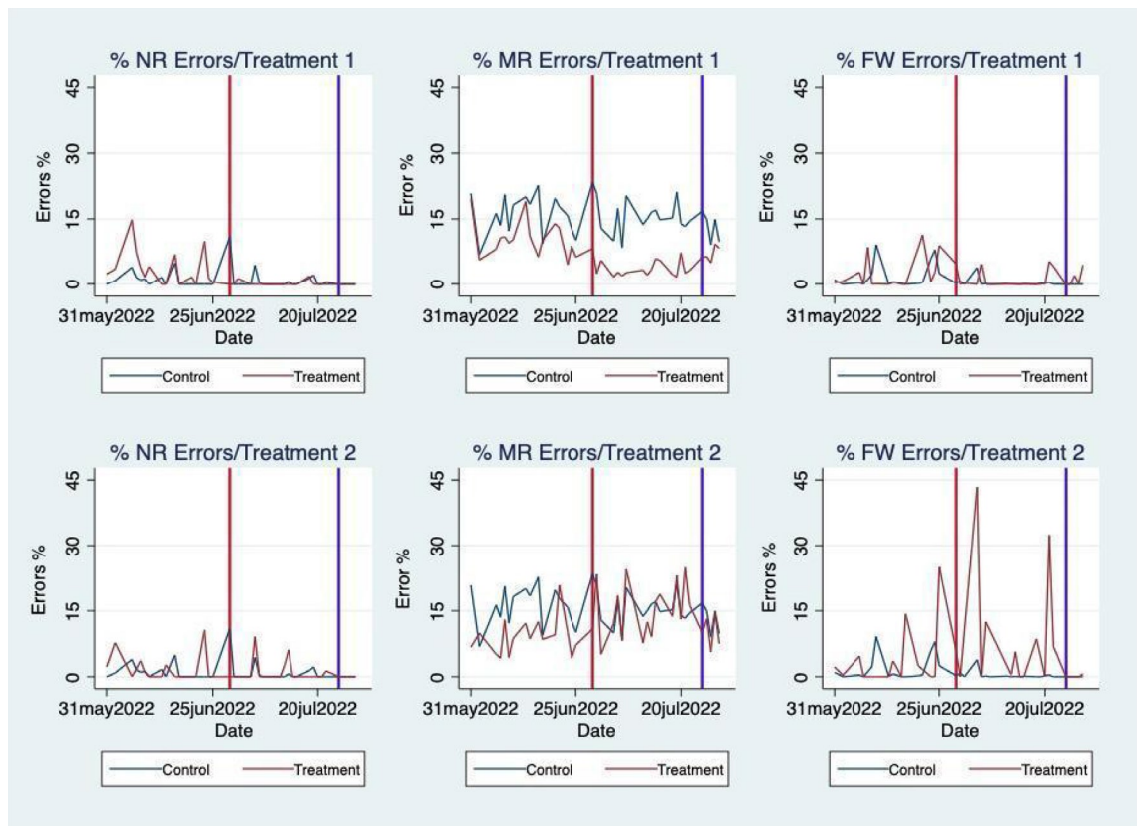 % NR Errors/Treatment 1
% MR Errors/Treatment 1
% FW Errors/Treatment 1
Errors %
45
30
15
0
31may2022 25jun2022 20jul2022
Date
Control Treatment
Error %
45
30
15
0
31may2022 25jun2022 20jul2022
Date
Control Treatment
Errors %
45
30
15
0
31may2022 25jun2022 20jul2022
Date
Control Treatment
% NR Errors/Treatment 2
% MR Errors/Treatment 2
% FW Errors/Treatment 2
Errors %
45
30
15
0
31may2022 25jun2022 20jul2022
Date
Control Treatment
Error %
45
30
15
0
31may2022 25jun2022 20jul2022
Date
Control Treatment
Errors %
45
30
15
0
31may2022 25jun2022 20jul2022
Date
Control Treatment